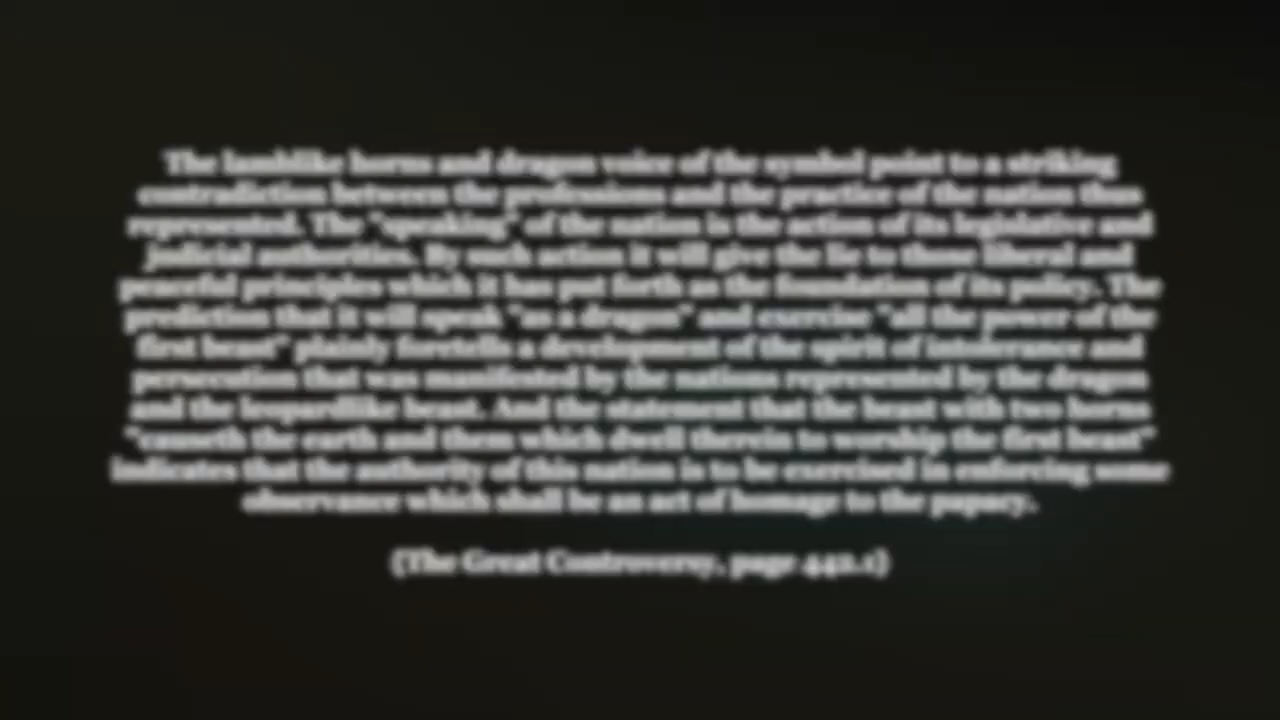 The lamblike horns and dragon voice of the symbol point to a striking
contradiction between the professions and the practice of the nation thus
represented. The "speaking" of the nation is the action of its legislative and
judicial authorities. By such action it will give the lie to those liberal and
peaceful principles which it has put forth as the foundation of its policy. The
prediction that it will speak "as a dragon" and exercise "all the power of the
first beast" plainly foretells a development of the spirit of intolerance and
persecution that was manifested by the nations represented by the dragon
and the leopardlike beast. And the statement that the beast with two horns
"causeth the earth and them which dwell therein to worship the first beast"
indicates that the authority of this nation is to be exercised in enforcing some
observance which shall be an act of homage to the papacy.
(The Great Controversy, page 442.1)